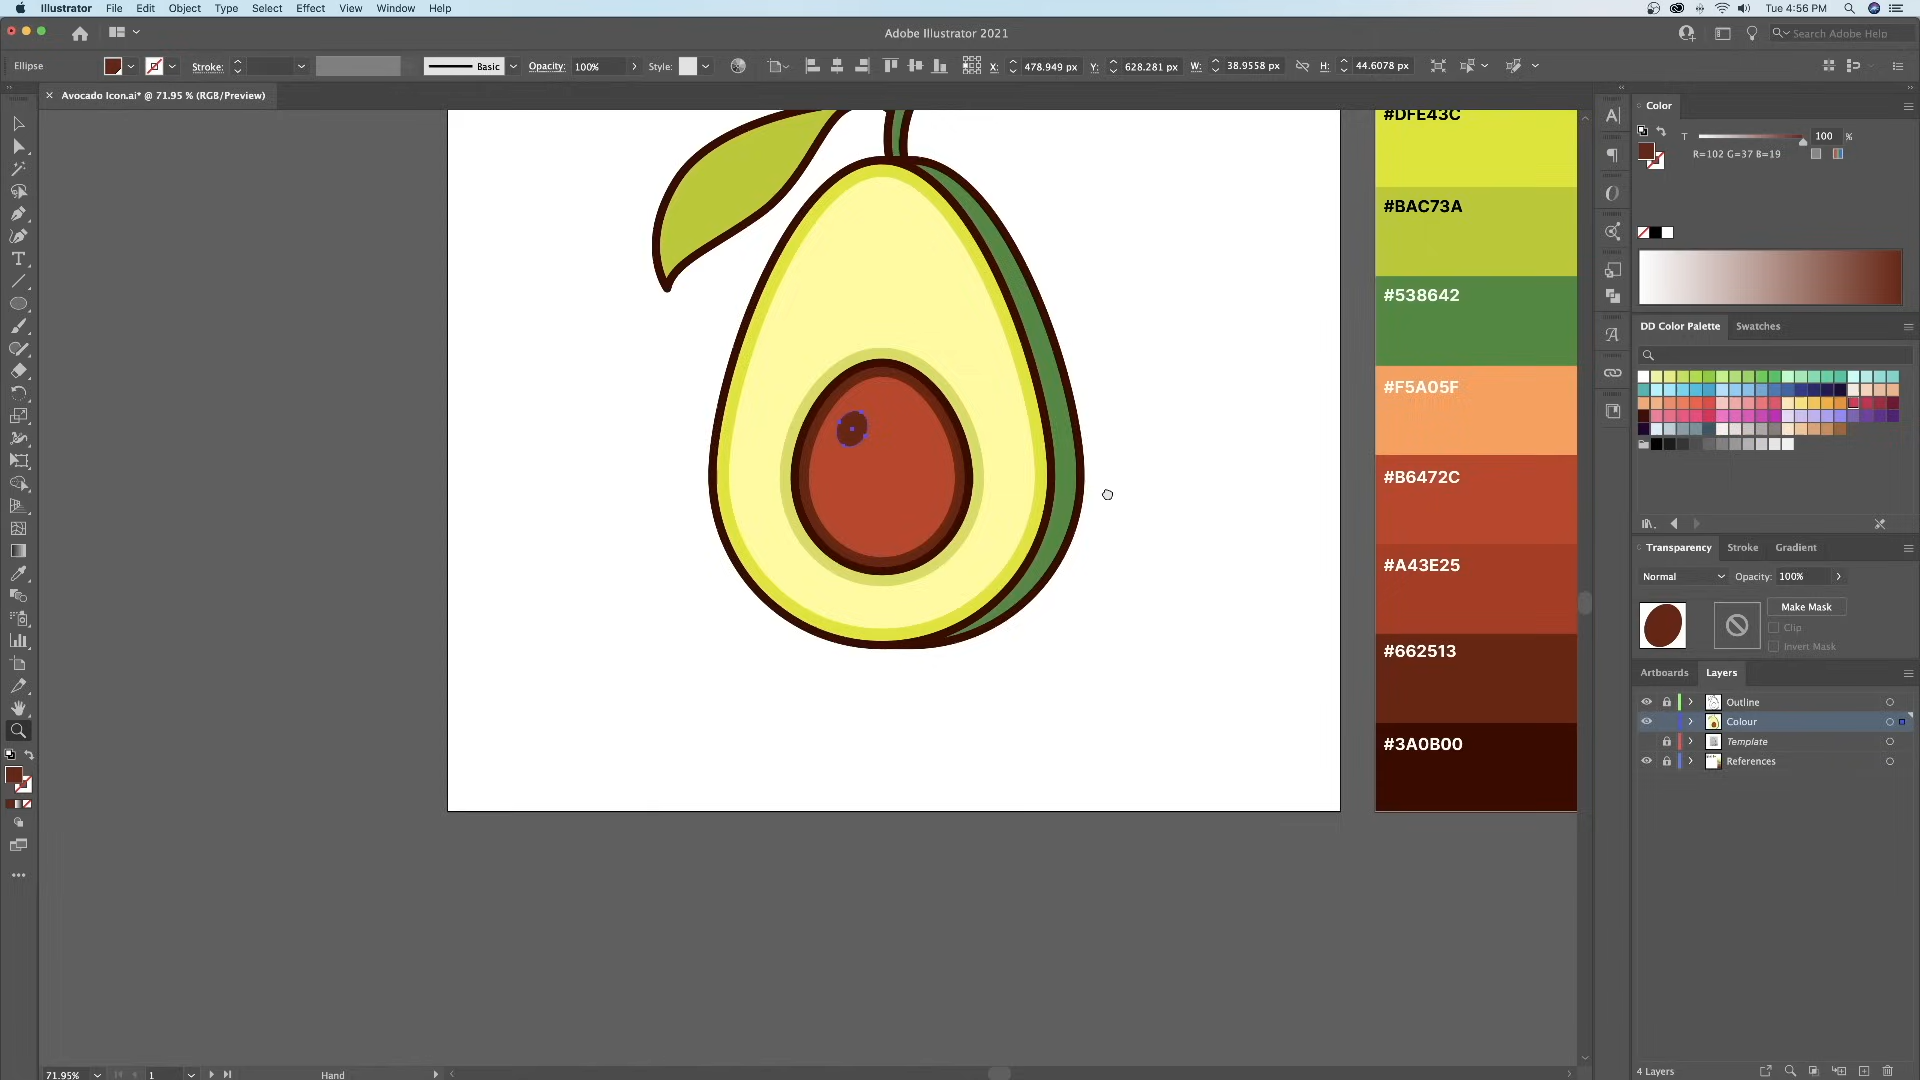 Illustrator File Edit Object Type Select Effect View Window Help Tue 4:56 PM
Adobe Illustrator 2021 Search Adobe Help
Ellipse Stroke: Basic Opacity: 100% Style: X: 478.949 px Y: 628.281 px W: 38.9558 px H: 44.6078 px
Avocado Icon.ai* @ 71.95 % (RGB/Preview)
Color
T 100 %
R=102 G=37 B=19
#DFE43C
#BAC73A
#538642
#F5A05F
#B6472C
#A43E25
#662513
#3A0B00
DD Color Palette Swatches
Transparency Stroke Gradient
Normal Opacity: 100%
Make Mask
Clip
Invert Mask
Artboards Layers
Outline
Colour
Template
References
4 Layers
71.95% 1 Hand